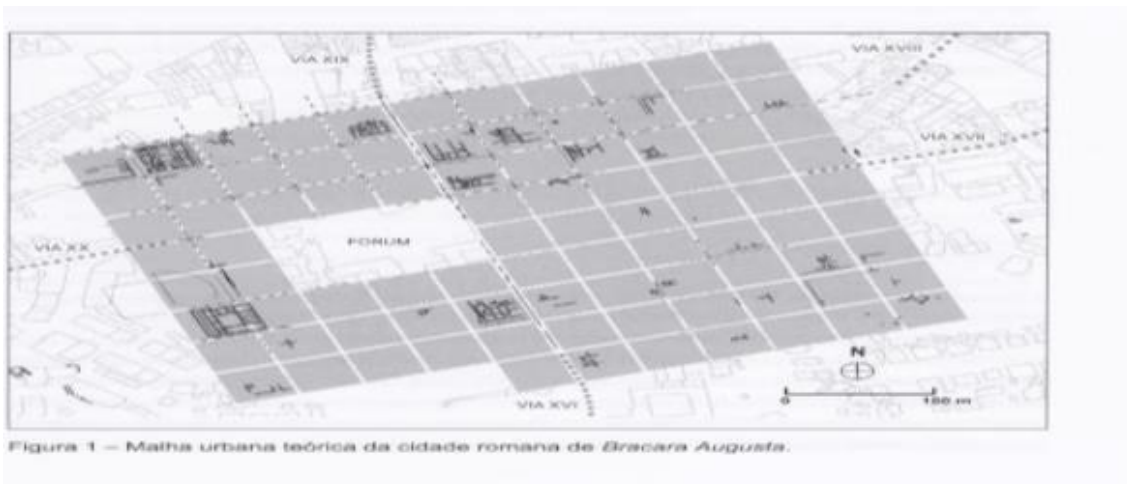 VIA XIX
VIA XVIII
VIA XVII
FORUM
VIA XX
N
VIA XVI
0
100 m
Figura 1 – Malha urbana teórica da cidade romana de Bracara Augusta.